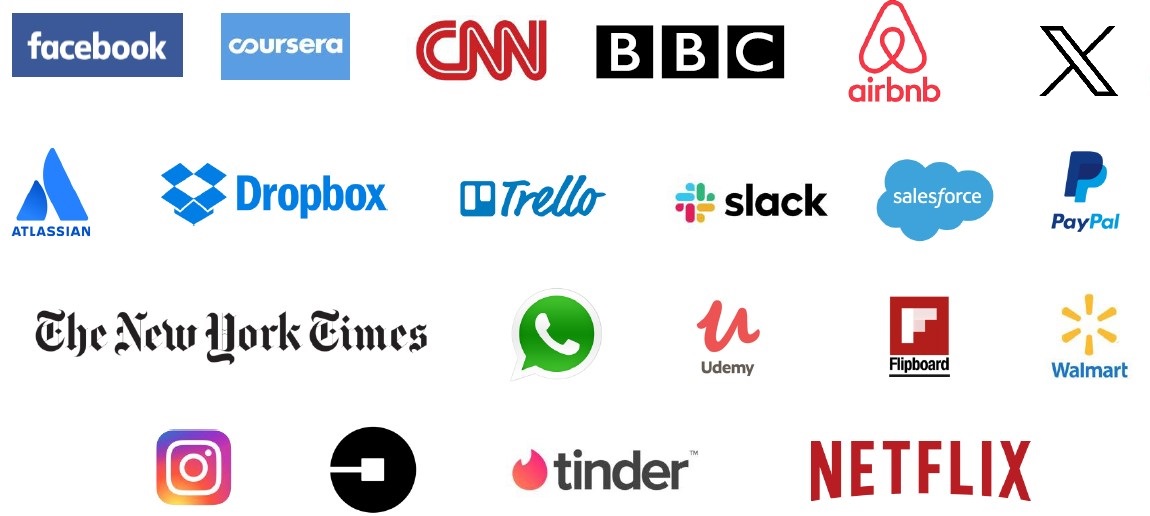 facebook
coursera
CNN
BBC
airbnb
X
ATLASSIAN
Dropbox
Trello
slack
salesforce
PayPal
The New York Times
Udemy
Flipboard
Walmart
tinder™
NETFLIX